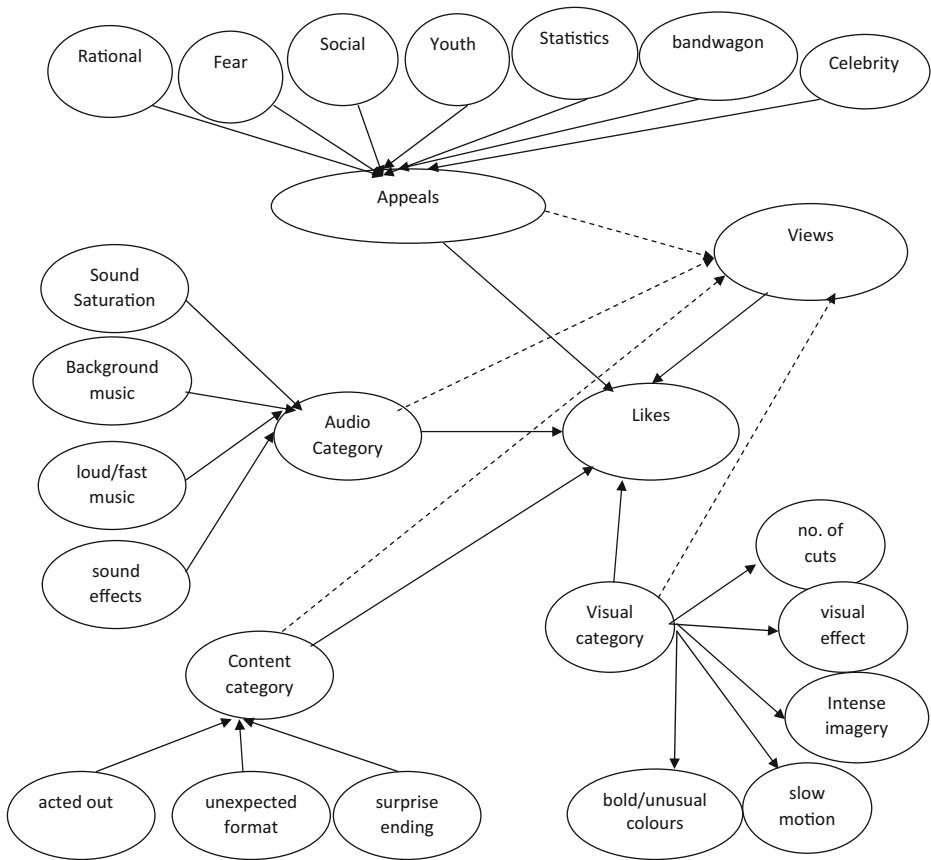 Rational
Fear
Social
Youth
Statistics
bandwagon
Celebrity
Appeals
Views
Sound
Saturation
Background
music
Audio
Category
Likes
loud/fast
music
sound
effects
no. of
cuts
Visual
category
visual
effect
Content
category
Intense
imagery
acted out
unexpected
format
surprise
ending
bold/unusual
colours
slow
motion